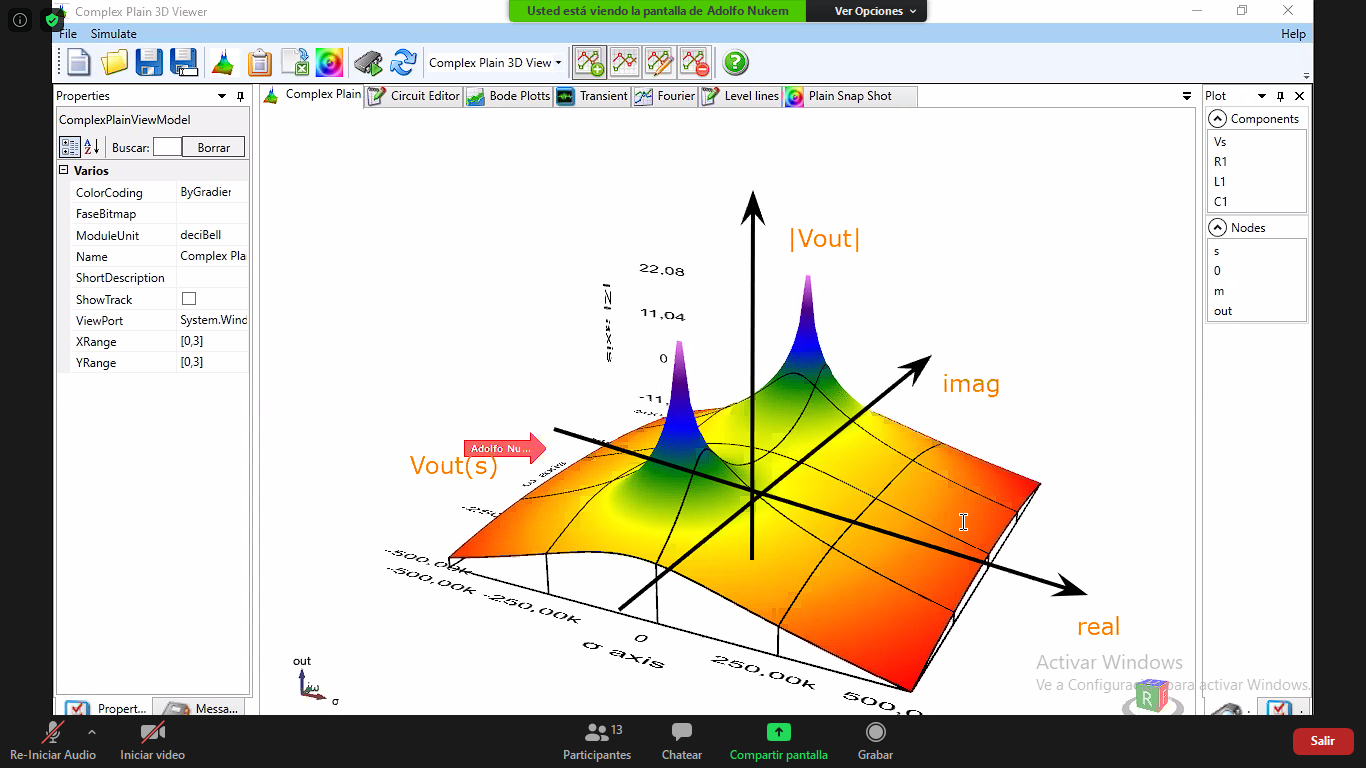 Complex Plain 3D Viewer
Usted está viendo la pantalla de Adolfo Nukem
Ver Opciones
File Simulate Help
Complex Plain 3D View
Properties
ComplexPlainViewModel
Buscar: Borrar
Varios
ColorCoding ByGradier
FaseBitmap
ModuleUnit deciBell
Name Complex Pla
ShortDescription
ShowTrack
ViewPort System.Wind
XRange [0,3]
YRange [0,3]
Propert... Messa...
Complex Plain Circuit Editor Bode Plotts Transient Fourier Level lines Plain Snap Shot
|Vout|
22.08
11,04
0
-11,
|Z| axis
imag
Adolfo Nu...
Vout(s)
-250
-500,00K
-500,00K -250,00K 0 250,00K 500,0
σ axis
real
out
jω
σ
R
Plot
Components
Vs
R1
L1
C1
Nodes
s
0
m
out
Activar Windows
Ve a Configurac para activar Windows.
Re-Iniciar Audio
Iniciar video
13
Participantes
Chatear
Compartir pantalla
Grabar
Salir